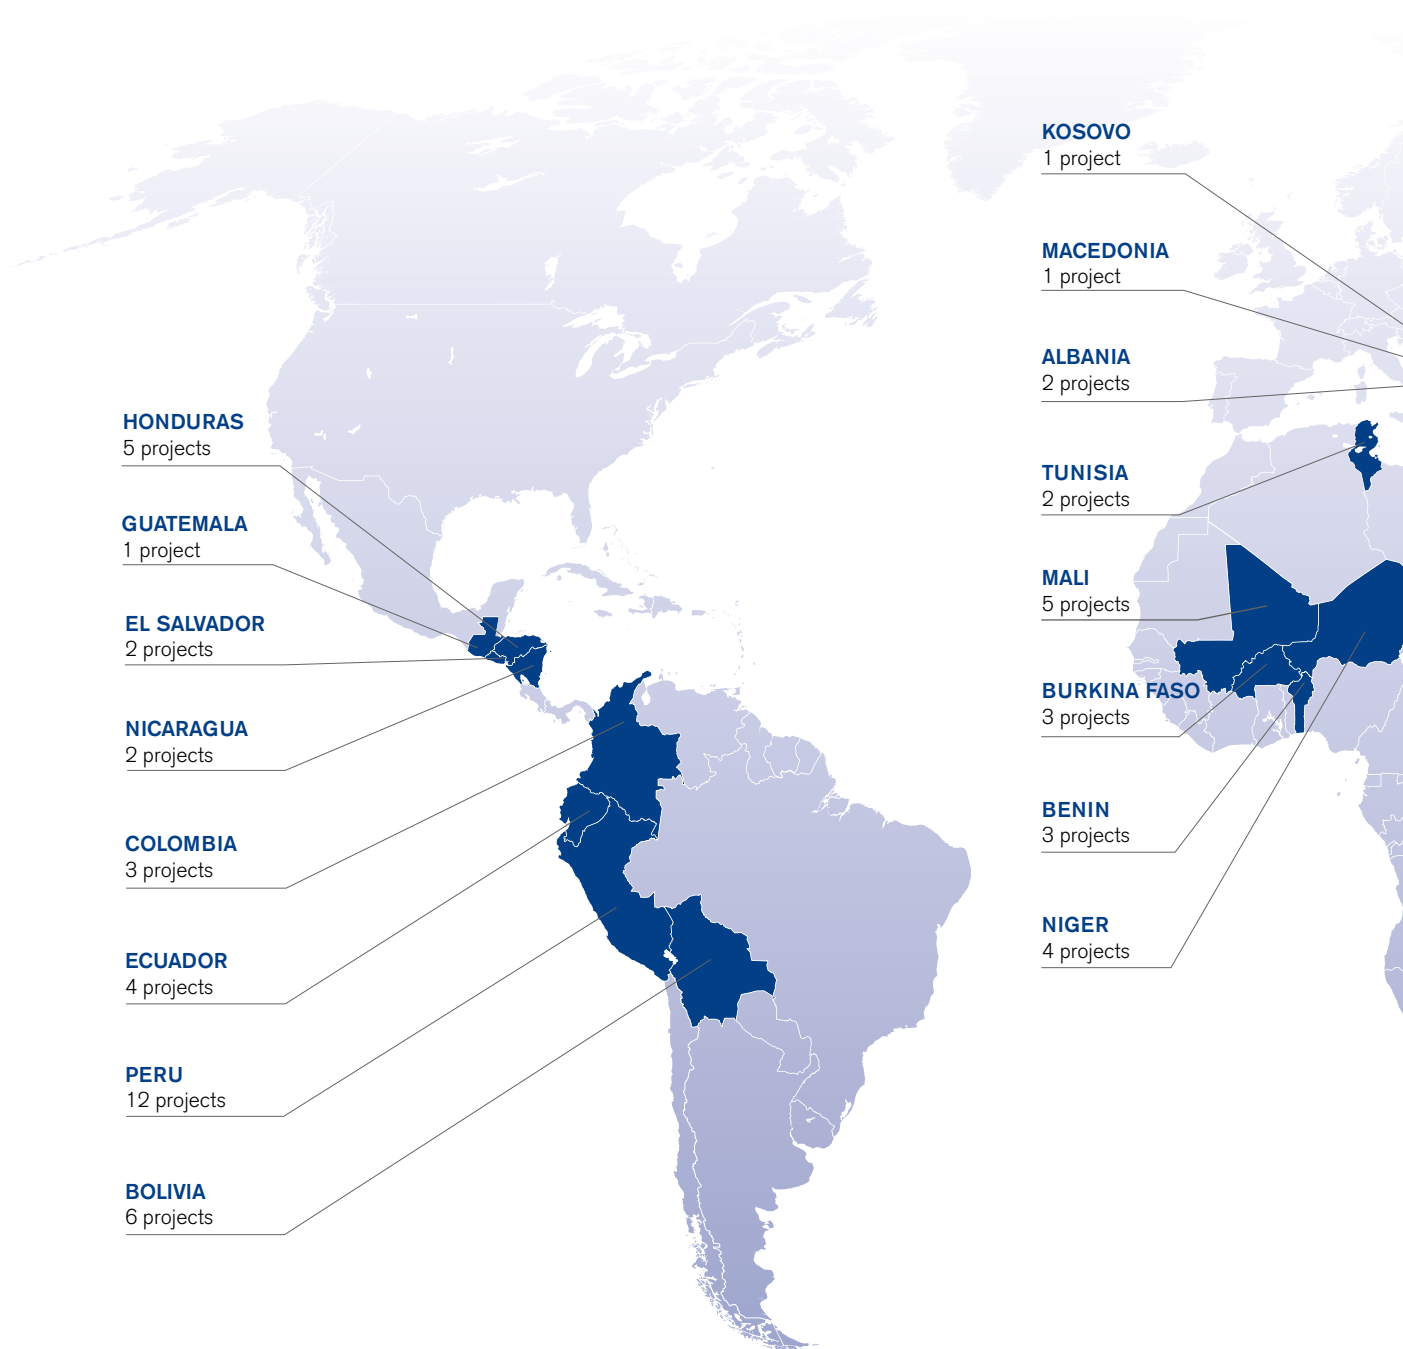 HONDURAS
5 projects
GUATEMALA
1 project
EL SALVADOR
2 projects
NICARAGUA
2 projects
COLOMBIA
3 projects
ECUADOR
4 projects
PERU
12 projects
BOLIVIA
6 projects
KOSOVO
1 project
MACEDONIA
1 project
ALBANIA
2 projects
TUNISIA
2 projects
MALI
5 projects
BURKINA FASO
3 projects
BENIN
3 projects
NIGER
4 projects